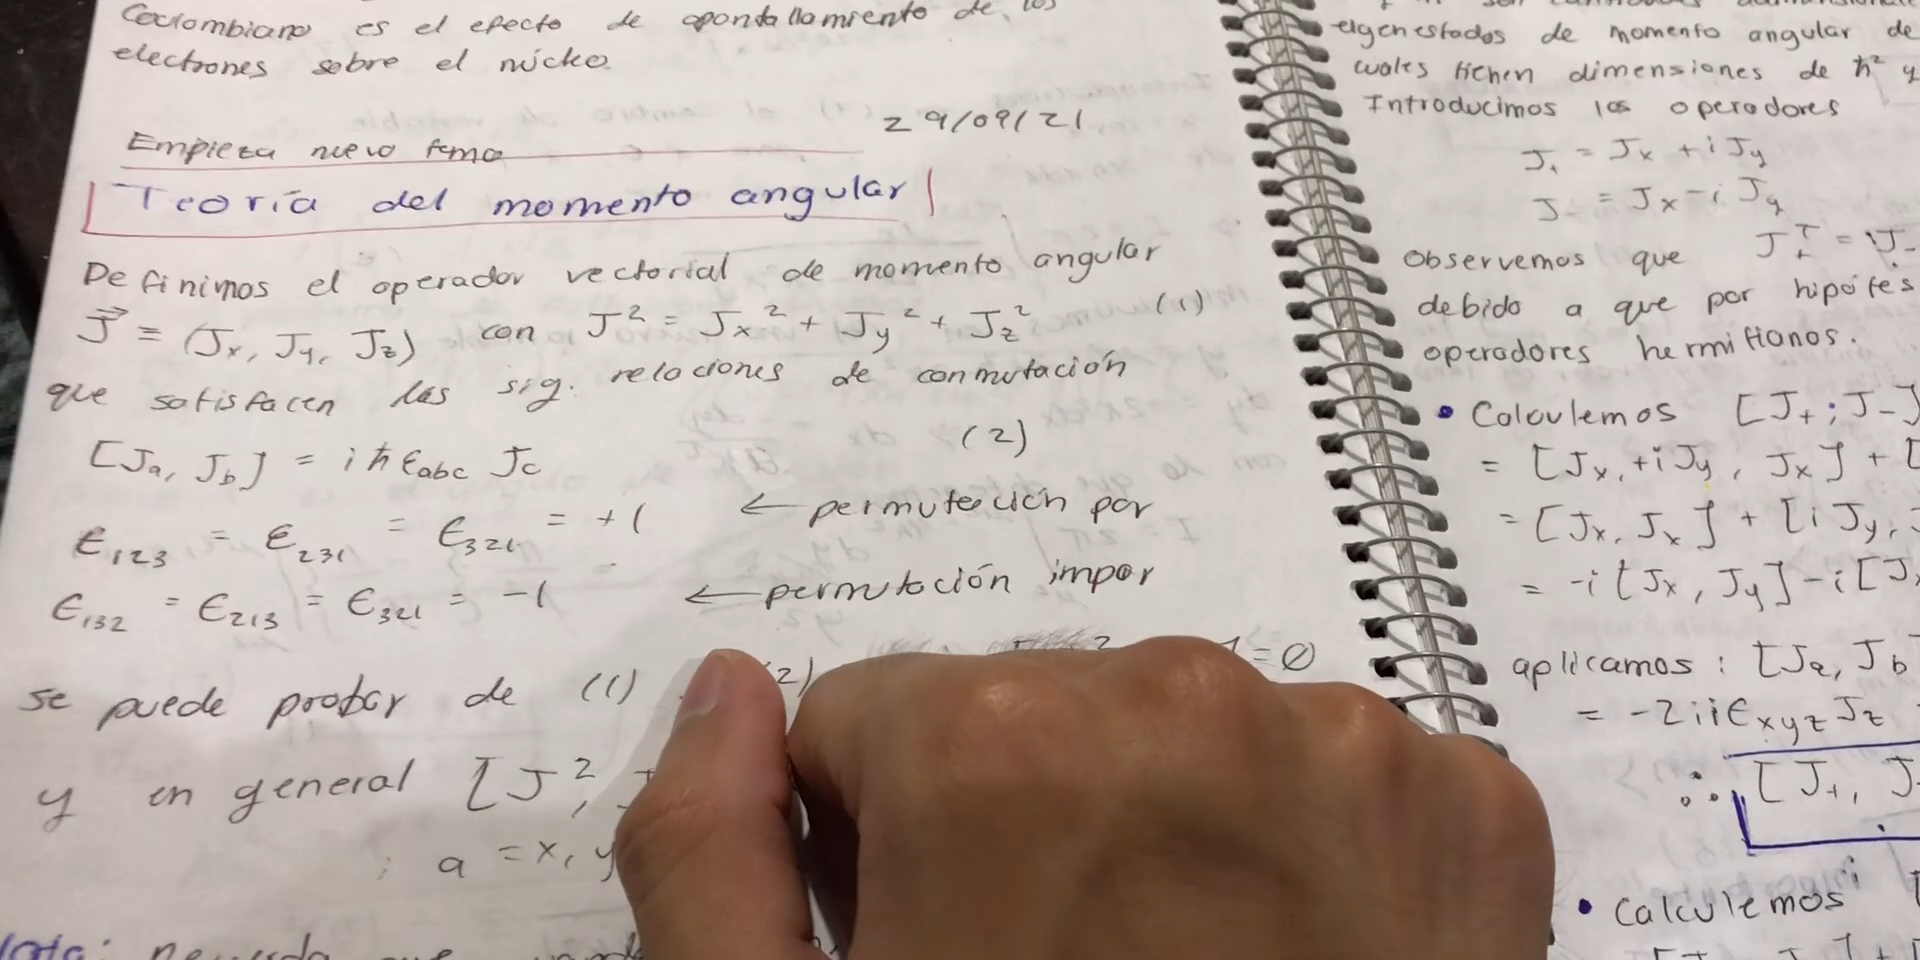 Coulombiano es el efecto de apantallamiento de los
electrones sobre el núcleo.
29/09/21
Empieza nuevo tema
Teoría del momento angular
Definimos el operador vectorial de momento angular
J⃗ ≡ (Jx, Jy, Jz) con J² = Jx² + Jy² + Jz² (1)
que satisfacen las sig. relaciones de conmutación
[Ja, Jb] = iħ εabc Jc (2)
ε123 = ε231 = ε321 = +1 ← permutación par
ε132 = ε213 = ε321 = -1 ← permutación impar
se puede probar de (1) (2) = 0
y en general [J²,
; a = x, y
eigenestados de momento angular de
cuales tienen dimensiones de ħ² y
Introducimos los operadores
J+ = Jx + i Jy
J- = Jx - i Jy
Observemos que J+† = J-
debido a que por hipótes
operadores hermitianos.
• Calculemos [J+; J-]
= [Jx, +iJy, Jx] + [
= [Jx, Jx] + [iJy,
= -i[Jx, Jy] -i[J
aplicamos: [Ja, Jb
= -2iiεxyz Jz
∴ [J+, J-
• Calculemos